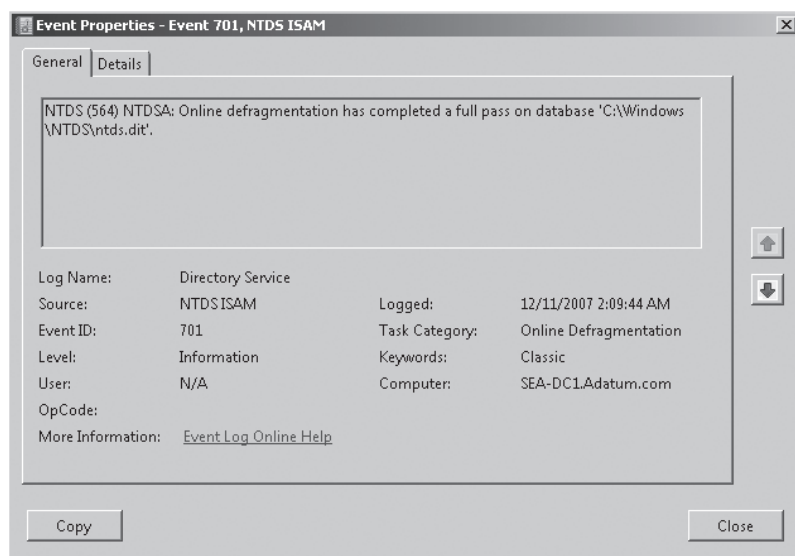 Event Properties - Event 701, NTDS ISAM
General Details
NTDS (564) NTDSA: Online defragmentation has completed a full pass on database 'C:\Windows
\NTDS\ntds.dit'.
Log Name: Directory Service
Source: NTDS ISAM Logged: 12/11/2007 2:09:44 AM
Event ID: 701 Task Category: Online Defragmentation
Level: Information Keywords: Classic
User: N/A Computer: SEA-DC1.Adatum.com
OpCode:
More Information: Event Log Online Help
Copy Close